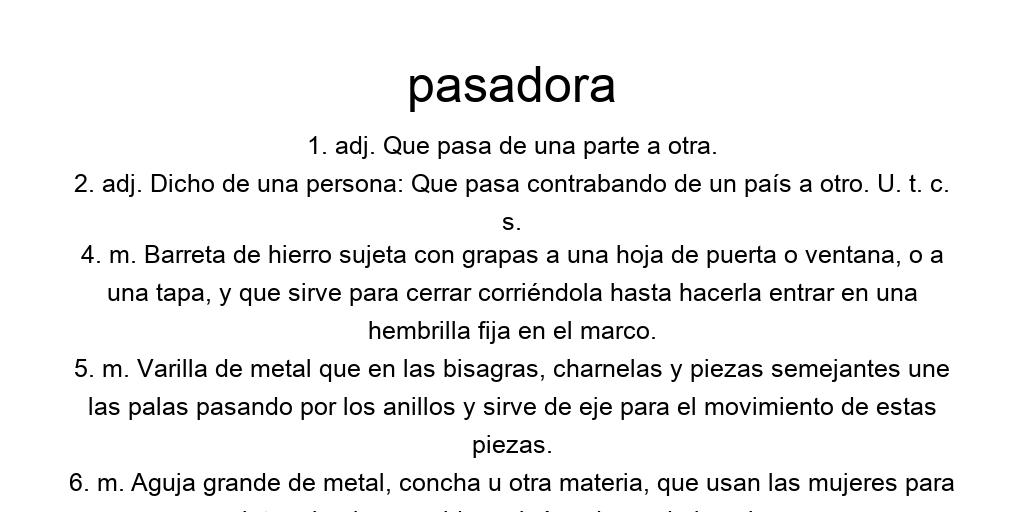 pasadora
1. adj. Que pasa de una parte a otra.
2. adj. Dicho de una persona: Que pasa contrabando de un país a otro. U. t. c.
s.
4. m. Barreta de hierro sujeta con grapas a una hoja de puerta o ventana, o a
una tapa, y que sirve para cerrar corriéndola hasta hacerla entrar en una
hembrilla fija en el marco.
5. m. Varilla de metal que en las bisagras, charnelas y piezas semejantes une
las palas pasando por los anillos y sirve de eje para el movimiento de estas
piezas.
6. m. Aguja grande de metal, concha u otra materia, que usan las mujeres para